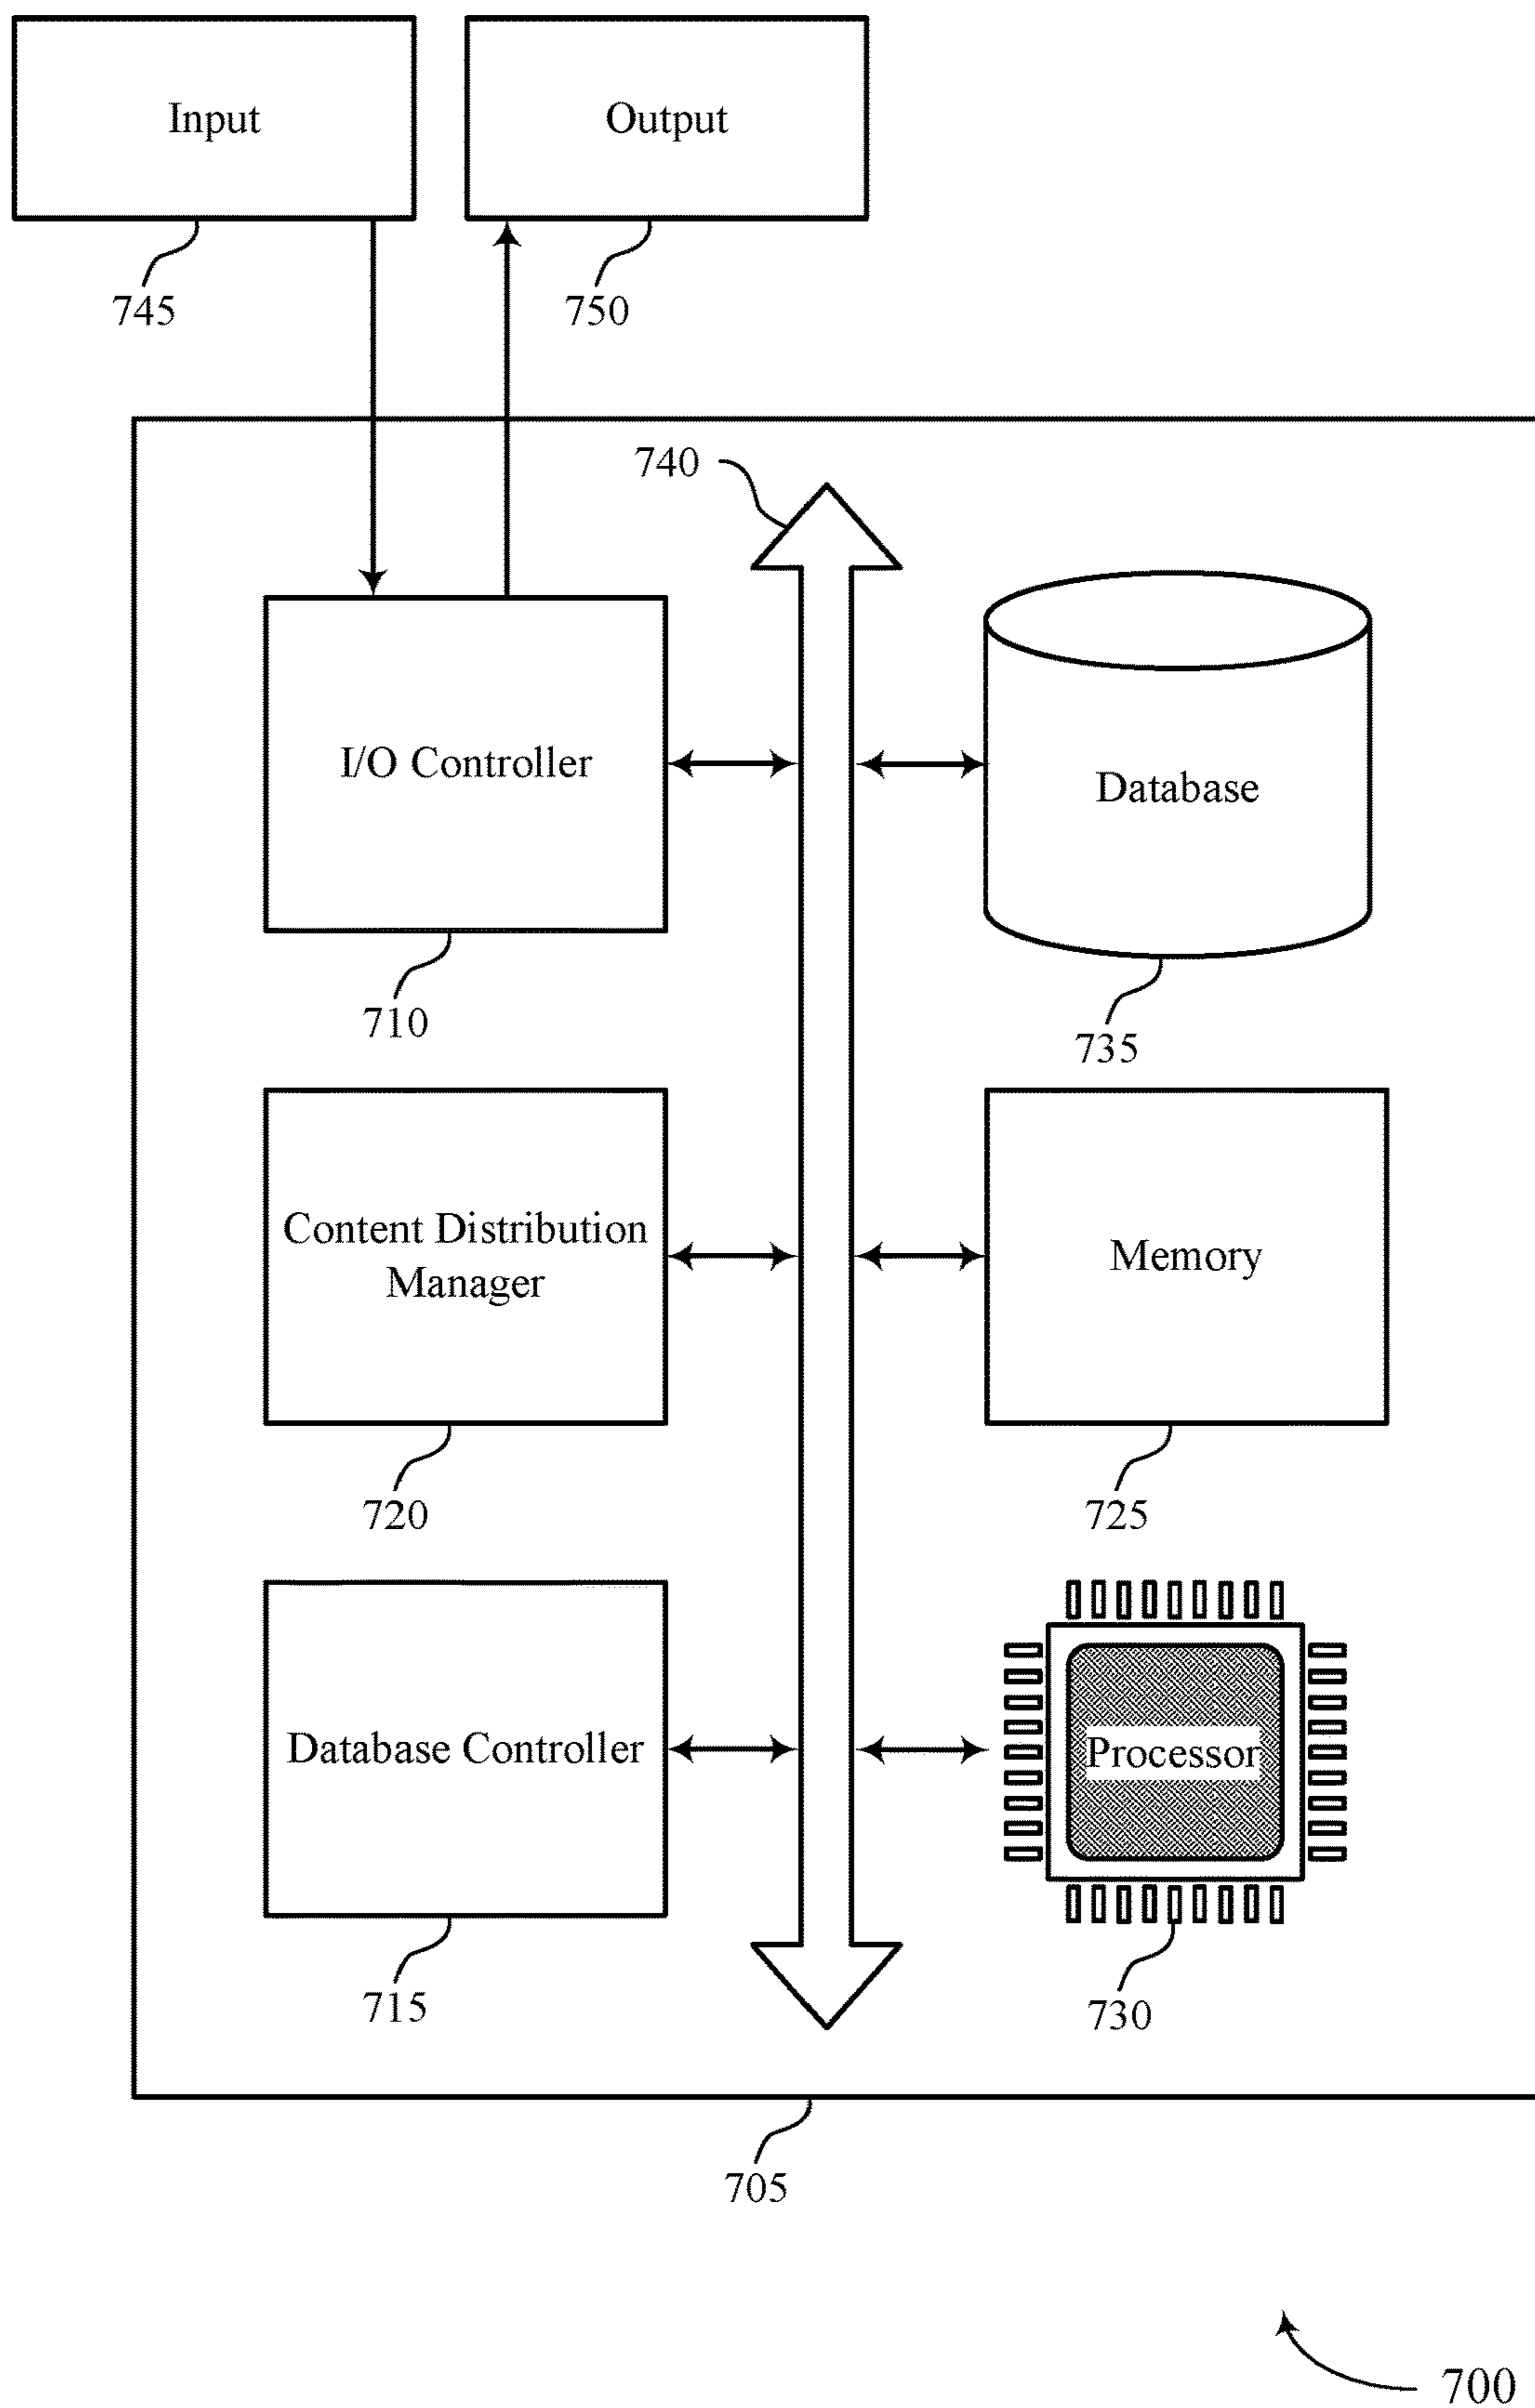 Input
Output
745
750
740
I/O Controller
Database
710
735
Content Distribution
Manager
Memory
720
725
Database Controller
Processor
715
730
705
700